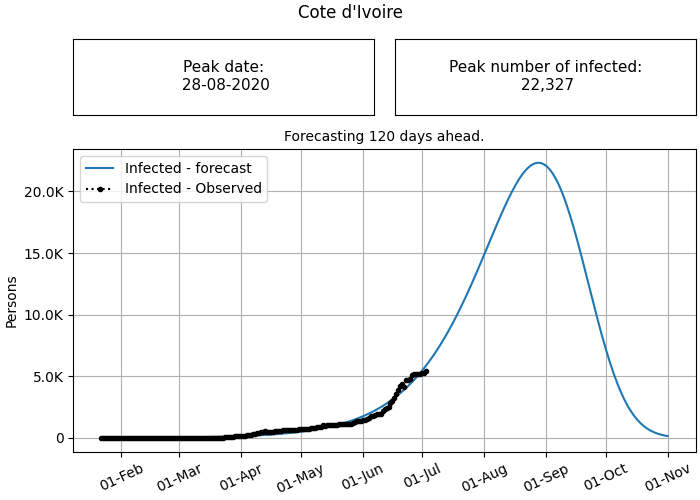 Cote d'Ivoire
Peak date:
28-08-2020
Peak number of infected:
22,327
Forecasting 120 days ahead.
Infected - forecast
Infected - Observed
Persons
20.0K
15.0K
10.0K
5.0K
0
01-Feb
01-Mar
01-Apr
01-May
01-Jun
01-Jul
01-Aug
01-Sep
01-Oct
01-Nov